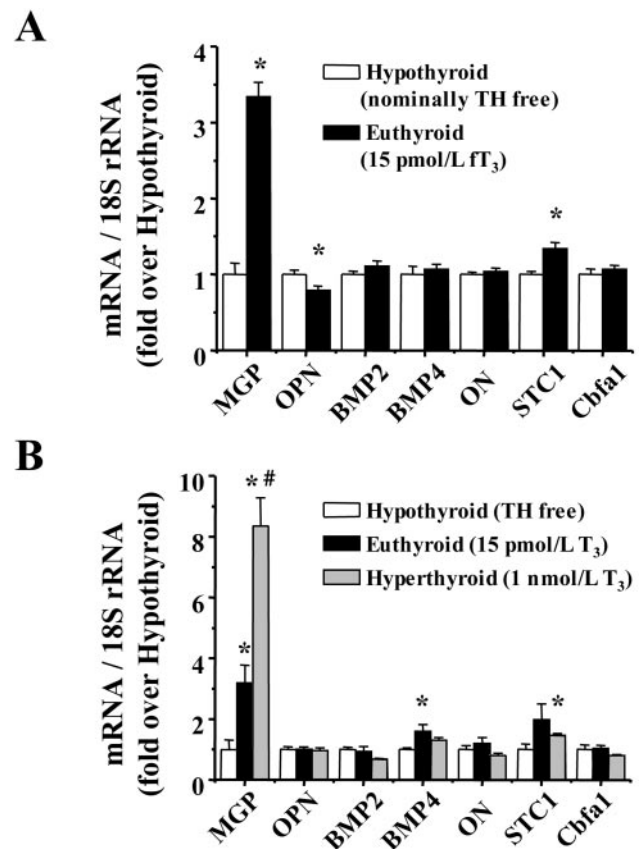 A
mRNA / 18S rRNA
(fold over Hypothyroid)
4
3
2
1
0
*
*
*
Hypothyroid
(nominally TH free)
Euthyroid
(15 pmol/L fT3)
MGP
OPN
BMP2
BMP4
ON
STC1
Cbfa1
B
mRNA / 18S rRNA
(fold over Hypothyroid)
10
8
6
4
2
0
* #
*
*
*
Hypothyroid (TH free)
Euthyroid (15 pmol/L T3)
Hyperthyroid (1 nmol/L T3)
MGP
OPN
BMP2
BMP4
ON
STC1
Cbfa1